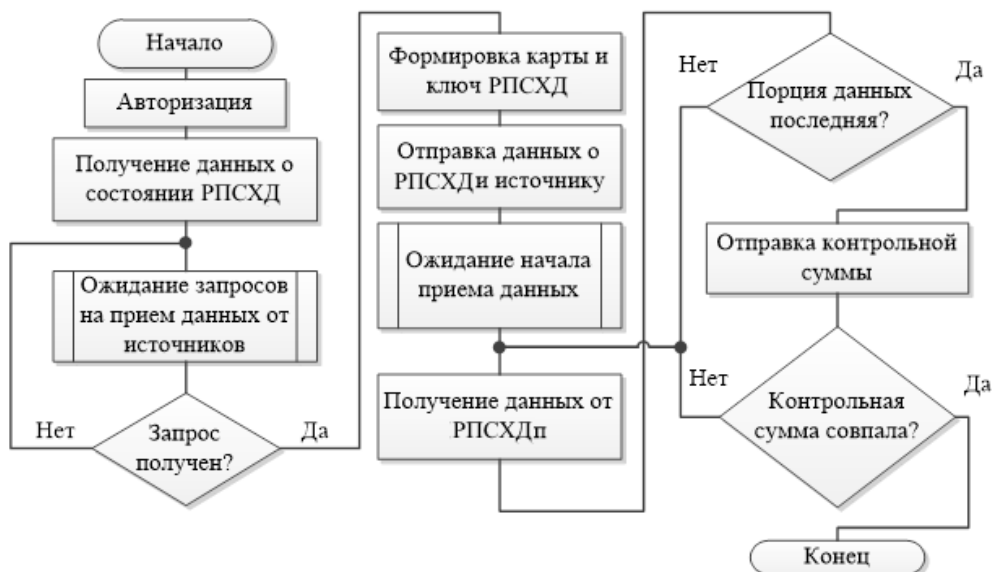 Начало
Авторизация
Получение данных о
состоянии РПСХД
Ожидание запросов
на прием данных от
источников
Нет
Запрос
получен?
Да
Формировка карты и
ключ РПСХД
Отправка данных о
РПСХДи источнику
Ожидание начала
приема данных
Получение данных от
РПСХДп
Нет
Порция данных
последняя?
Да
Отправка контрольной
суммы
Нет
Контрольная
сумма совпала?
Да
Конец